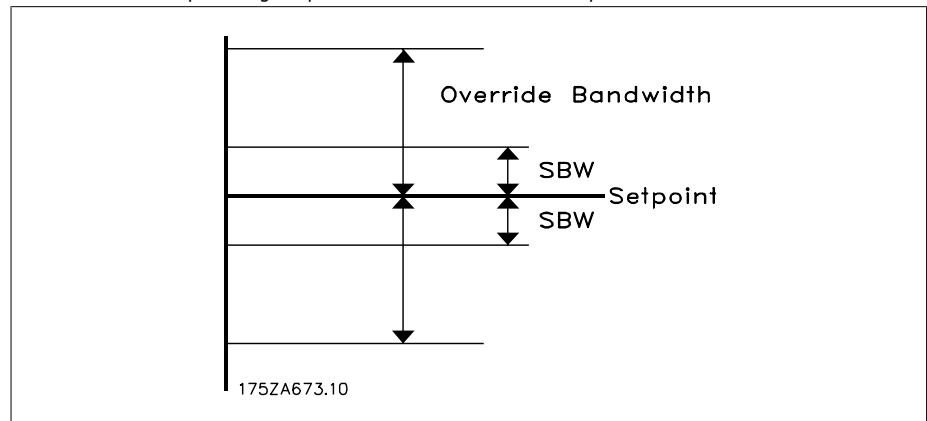 Override Bandwidth
SBW
Setpoint
SBW
175ZA673.10